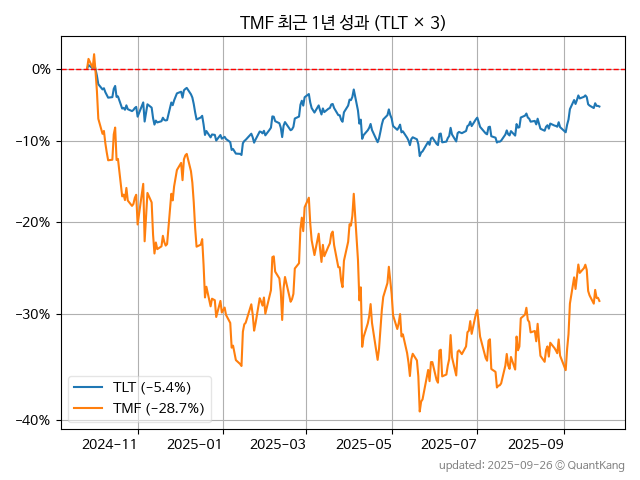 TMF 최근 1년 성과 (TLT × 3)
0%
−10%
−20%
−30%
−40%
TLT (−5.4%)
TMF (−28.7%)
2024−11 2025−01 2025−03 2025−05 2025−07 2025−09
updated: 2025−09−26 © QuantKang